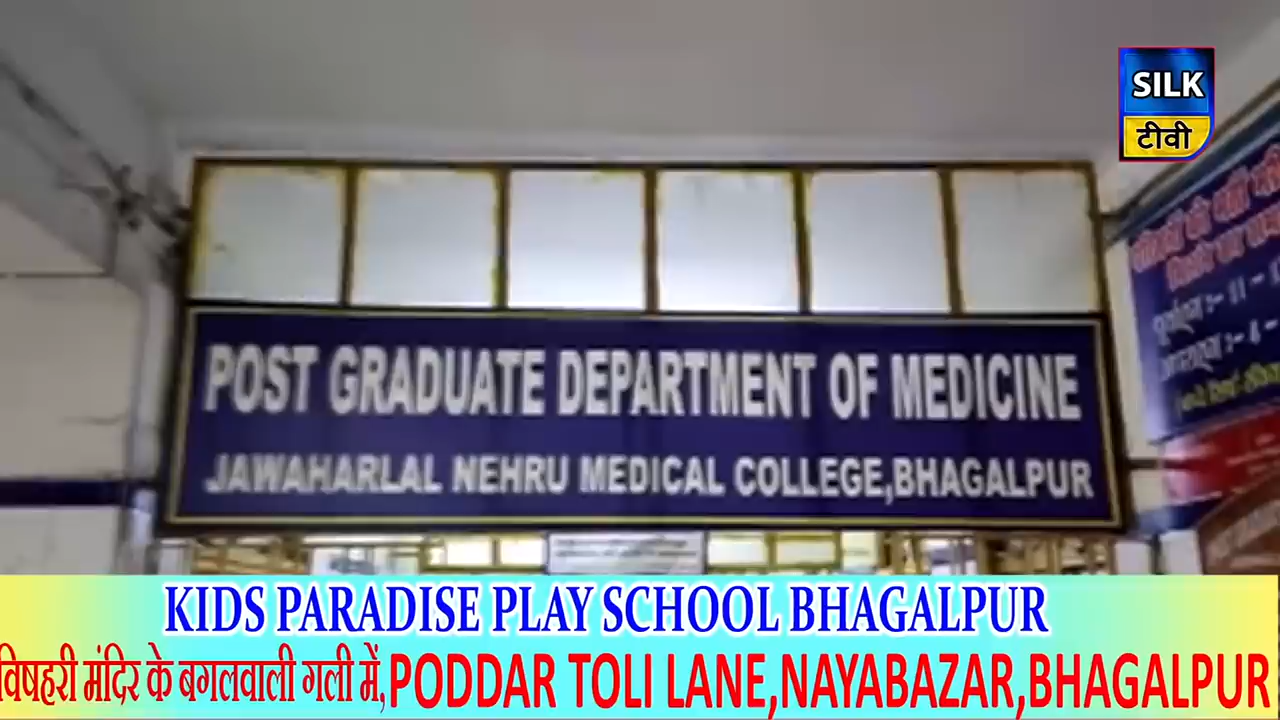 SILK
टीवी
POST GRADUATE DEPARTMENT OF MEDICINE
JAWAHARLAL NEHRU MEDICAL COLLEGE,BHAGALPUR
KIDS PARADISE PLAY SCHOOL BHAGALPUR
विषहरी मंदिर के बगलवाली गली में,PODDAR TOLI LANE,NAYABAZAR,BHAGALPUR